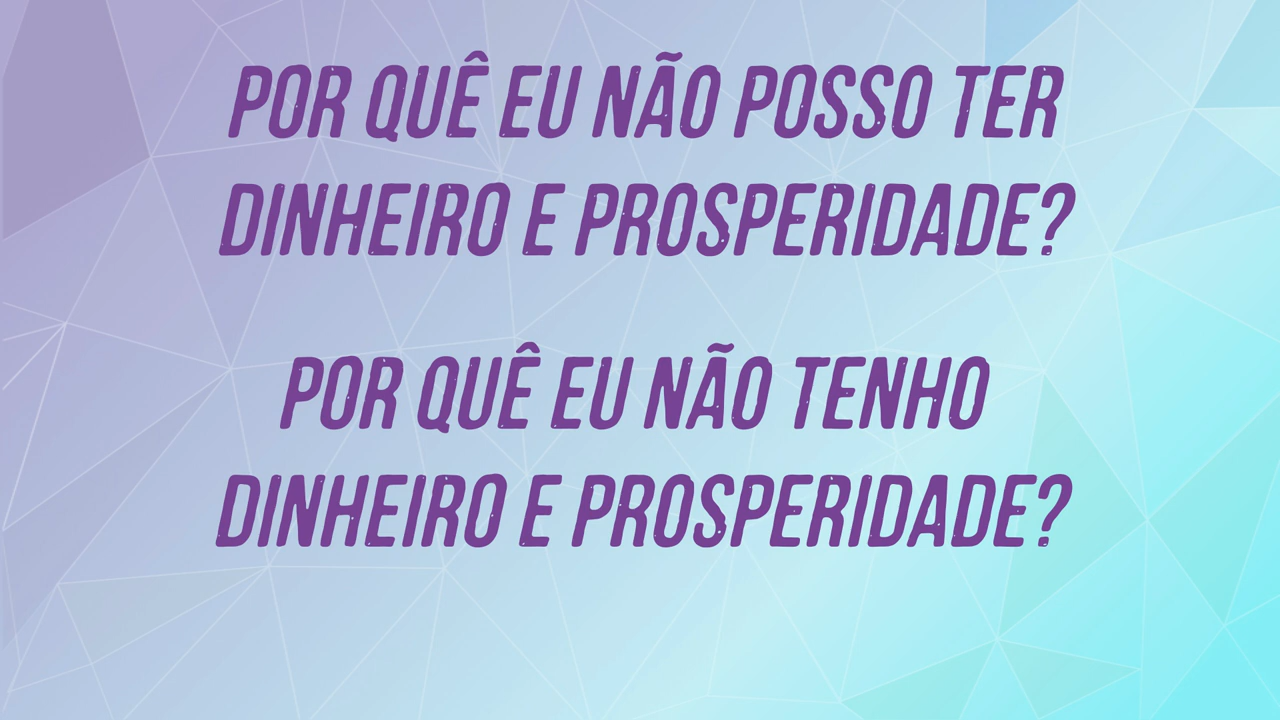 POR QUÊ EU NÃO POSSO TER
DINHEIRO E PROSPERIDADE?
POR QUÊ EU NÃO TENHO
DINHEIRO E PROSPERIDADE?